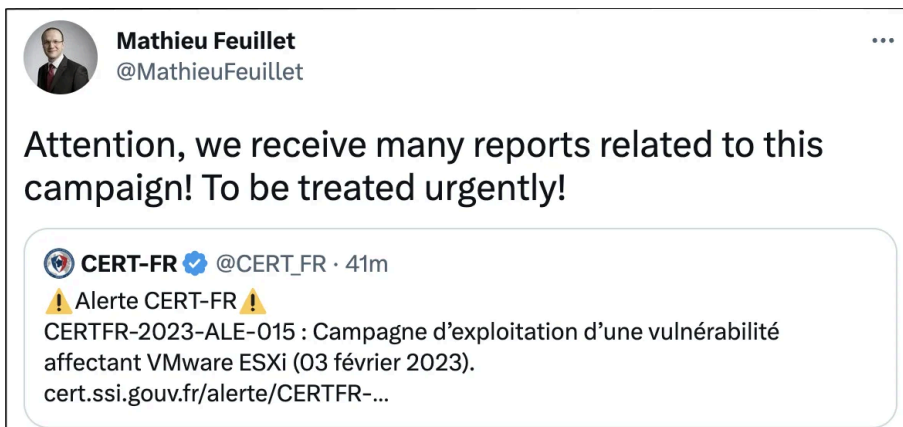 Mathieu Feuillet
@MathieuFeuillet
Attention, we receive many reports related to this
campaign! To be treated urgently!
CERT-FR @CERT_FR · 41m
⚠️Alerte CERT-FR⚠️
CERTFR-2023-ALE-015 : Campagne d’exploitation d’une vulnérabilité
affectant VMware ESXi (03 février 2023).
cert.ssi.gouv.fr/alerte/CERTFR-...